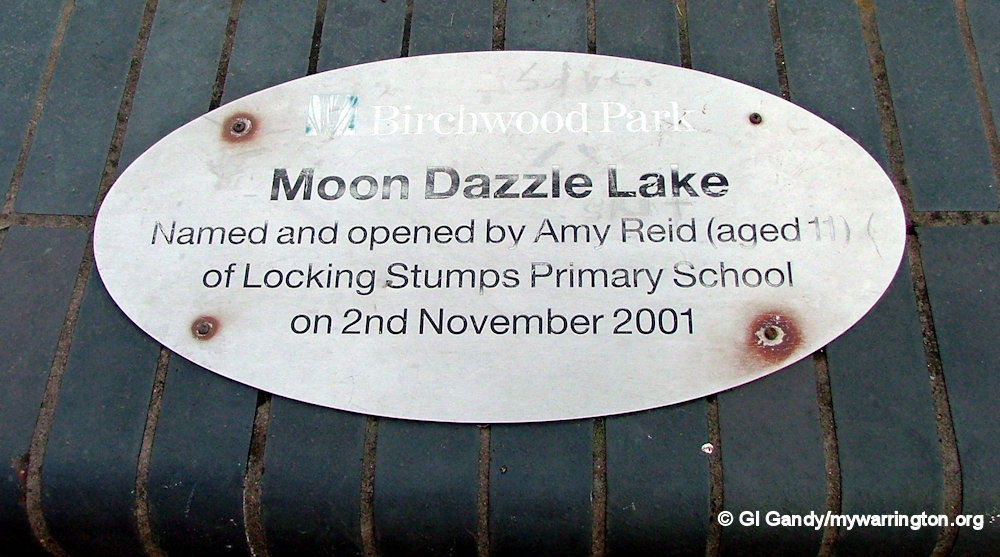 Birchwood Park
Moon Dazzle Lake
Named and opened by Amy Reid (aged 11)
of Locking Stumps Primary School
on 2nd November 2001
© GI Gandy/mywarrington.org